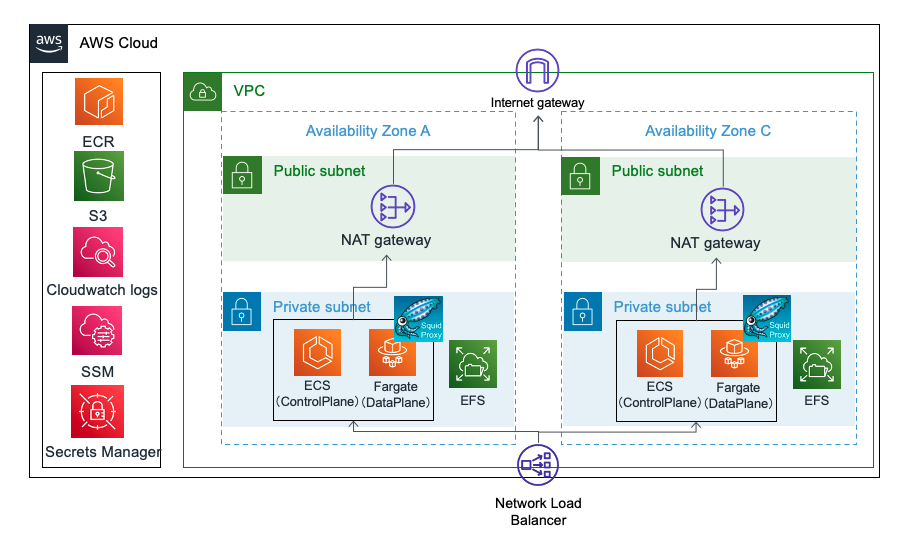 aws
AWS Cloud
ECR
S3
Cloudwatch logs
SSM
Secrets Manager
VPC
Internet gateway
Availability Zone A
Public subnet
NAT gateway
Private subnet
Squid
Proxy
ECS
(ControlPlane)
Fargate
(DataPlane)
EFS
Availability Zone C
Public subnet
NAT gateway
Private subnet
Squid
Proxy
ECS
(ControlPlane)
Fargate
(DataPlane)
EFS
Network Load
Balancer